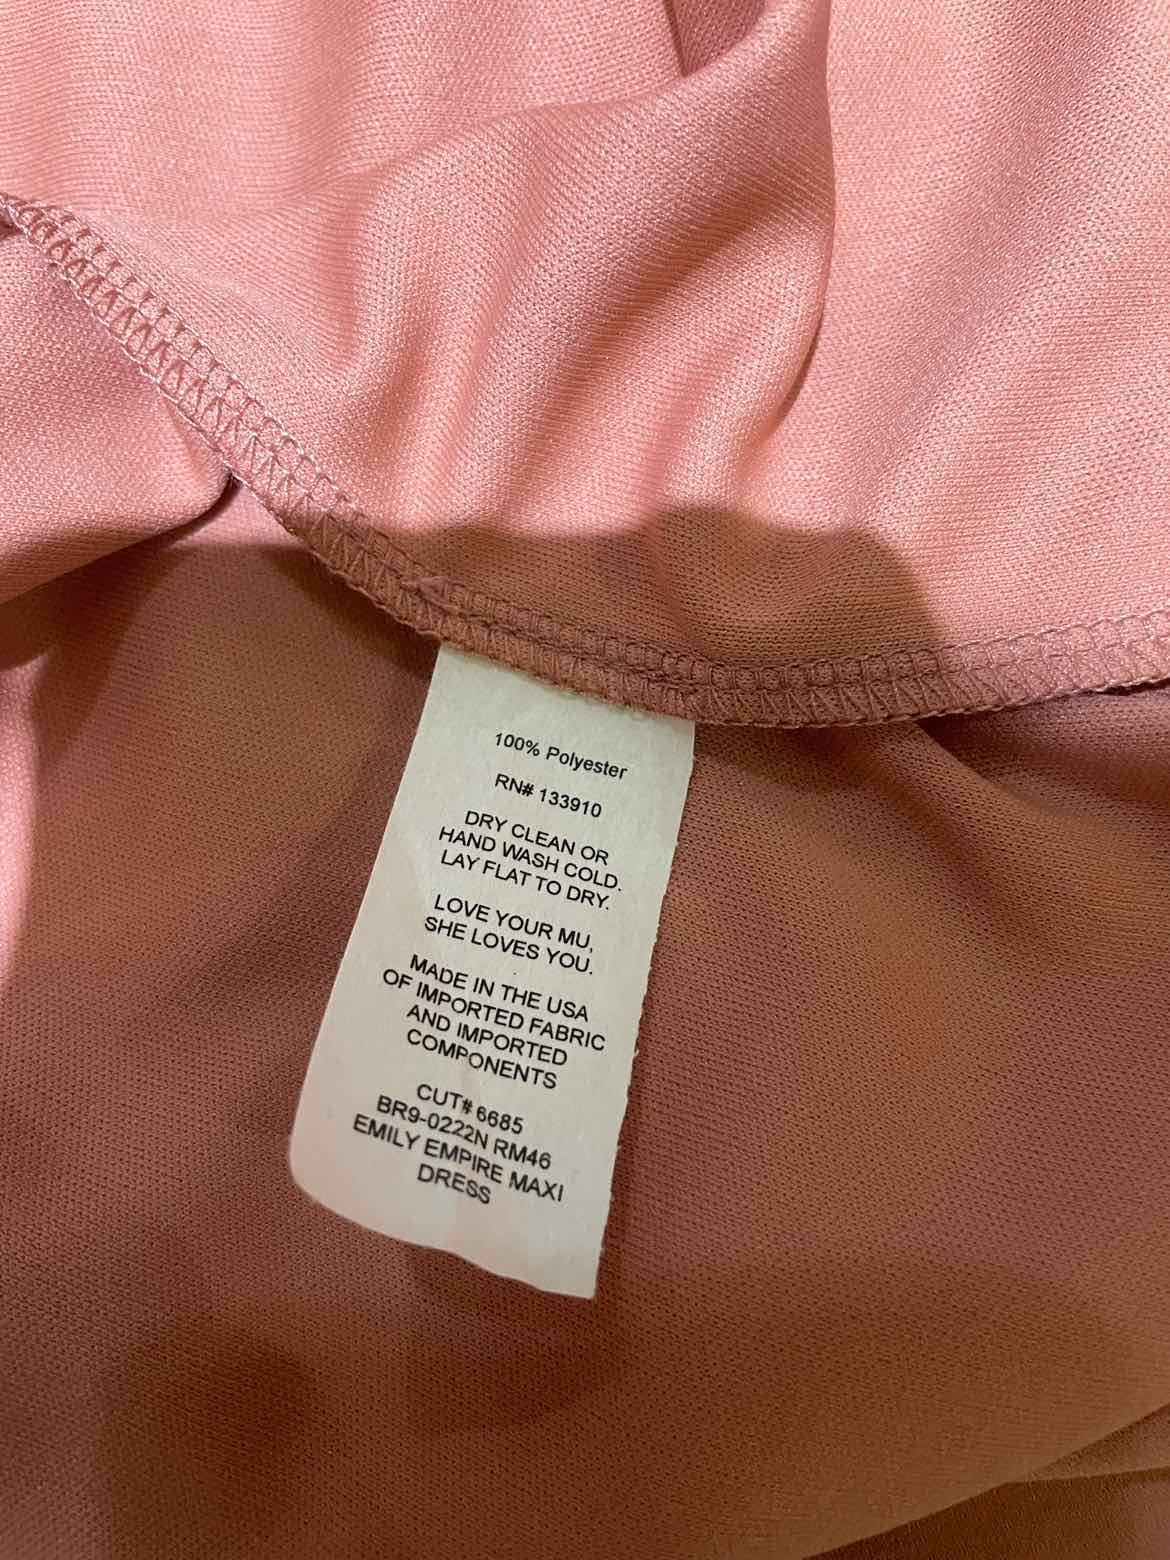 100% Polyester
RN# 133910
DRY CLEAN OR
HAND WASH COLD.
LAY FLAT TO DRY.
LOVE YOUR MU,
SHE LOVES YOU.
MADE IN THE USA
OF IMPORTED FABRIC
AND IMPORTED
COMPONENTS
CUT# 6685
BR9-0222N RM46
EMILY EMPIRE MAXI
DRESS